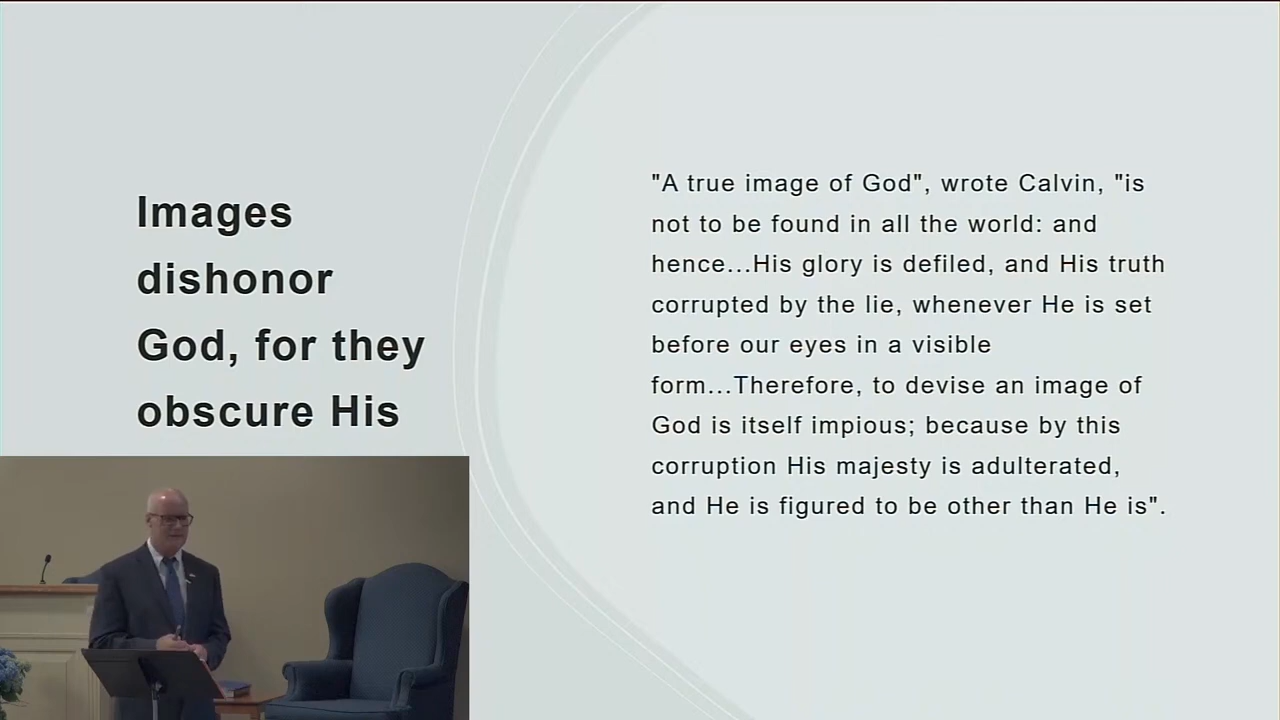 Images
dishonor
God, for they
obscure His
"A true image of God", wrote Calvin, "is
not to be found in all the world: and
hence...His glory is defiled, and His truth
corrupted by the lie, whenever He is set
before our eyes in a visible
form...Therefore, to devise an image of
God is itself impious; because by this
corruption His majesty is adulterated,
and He is figured to be other than He is".